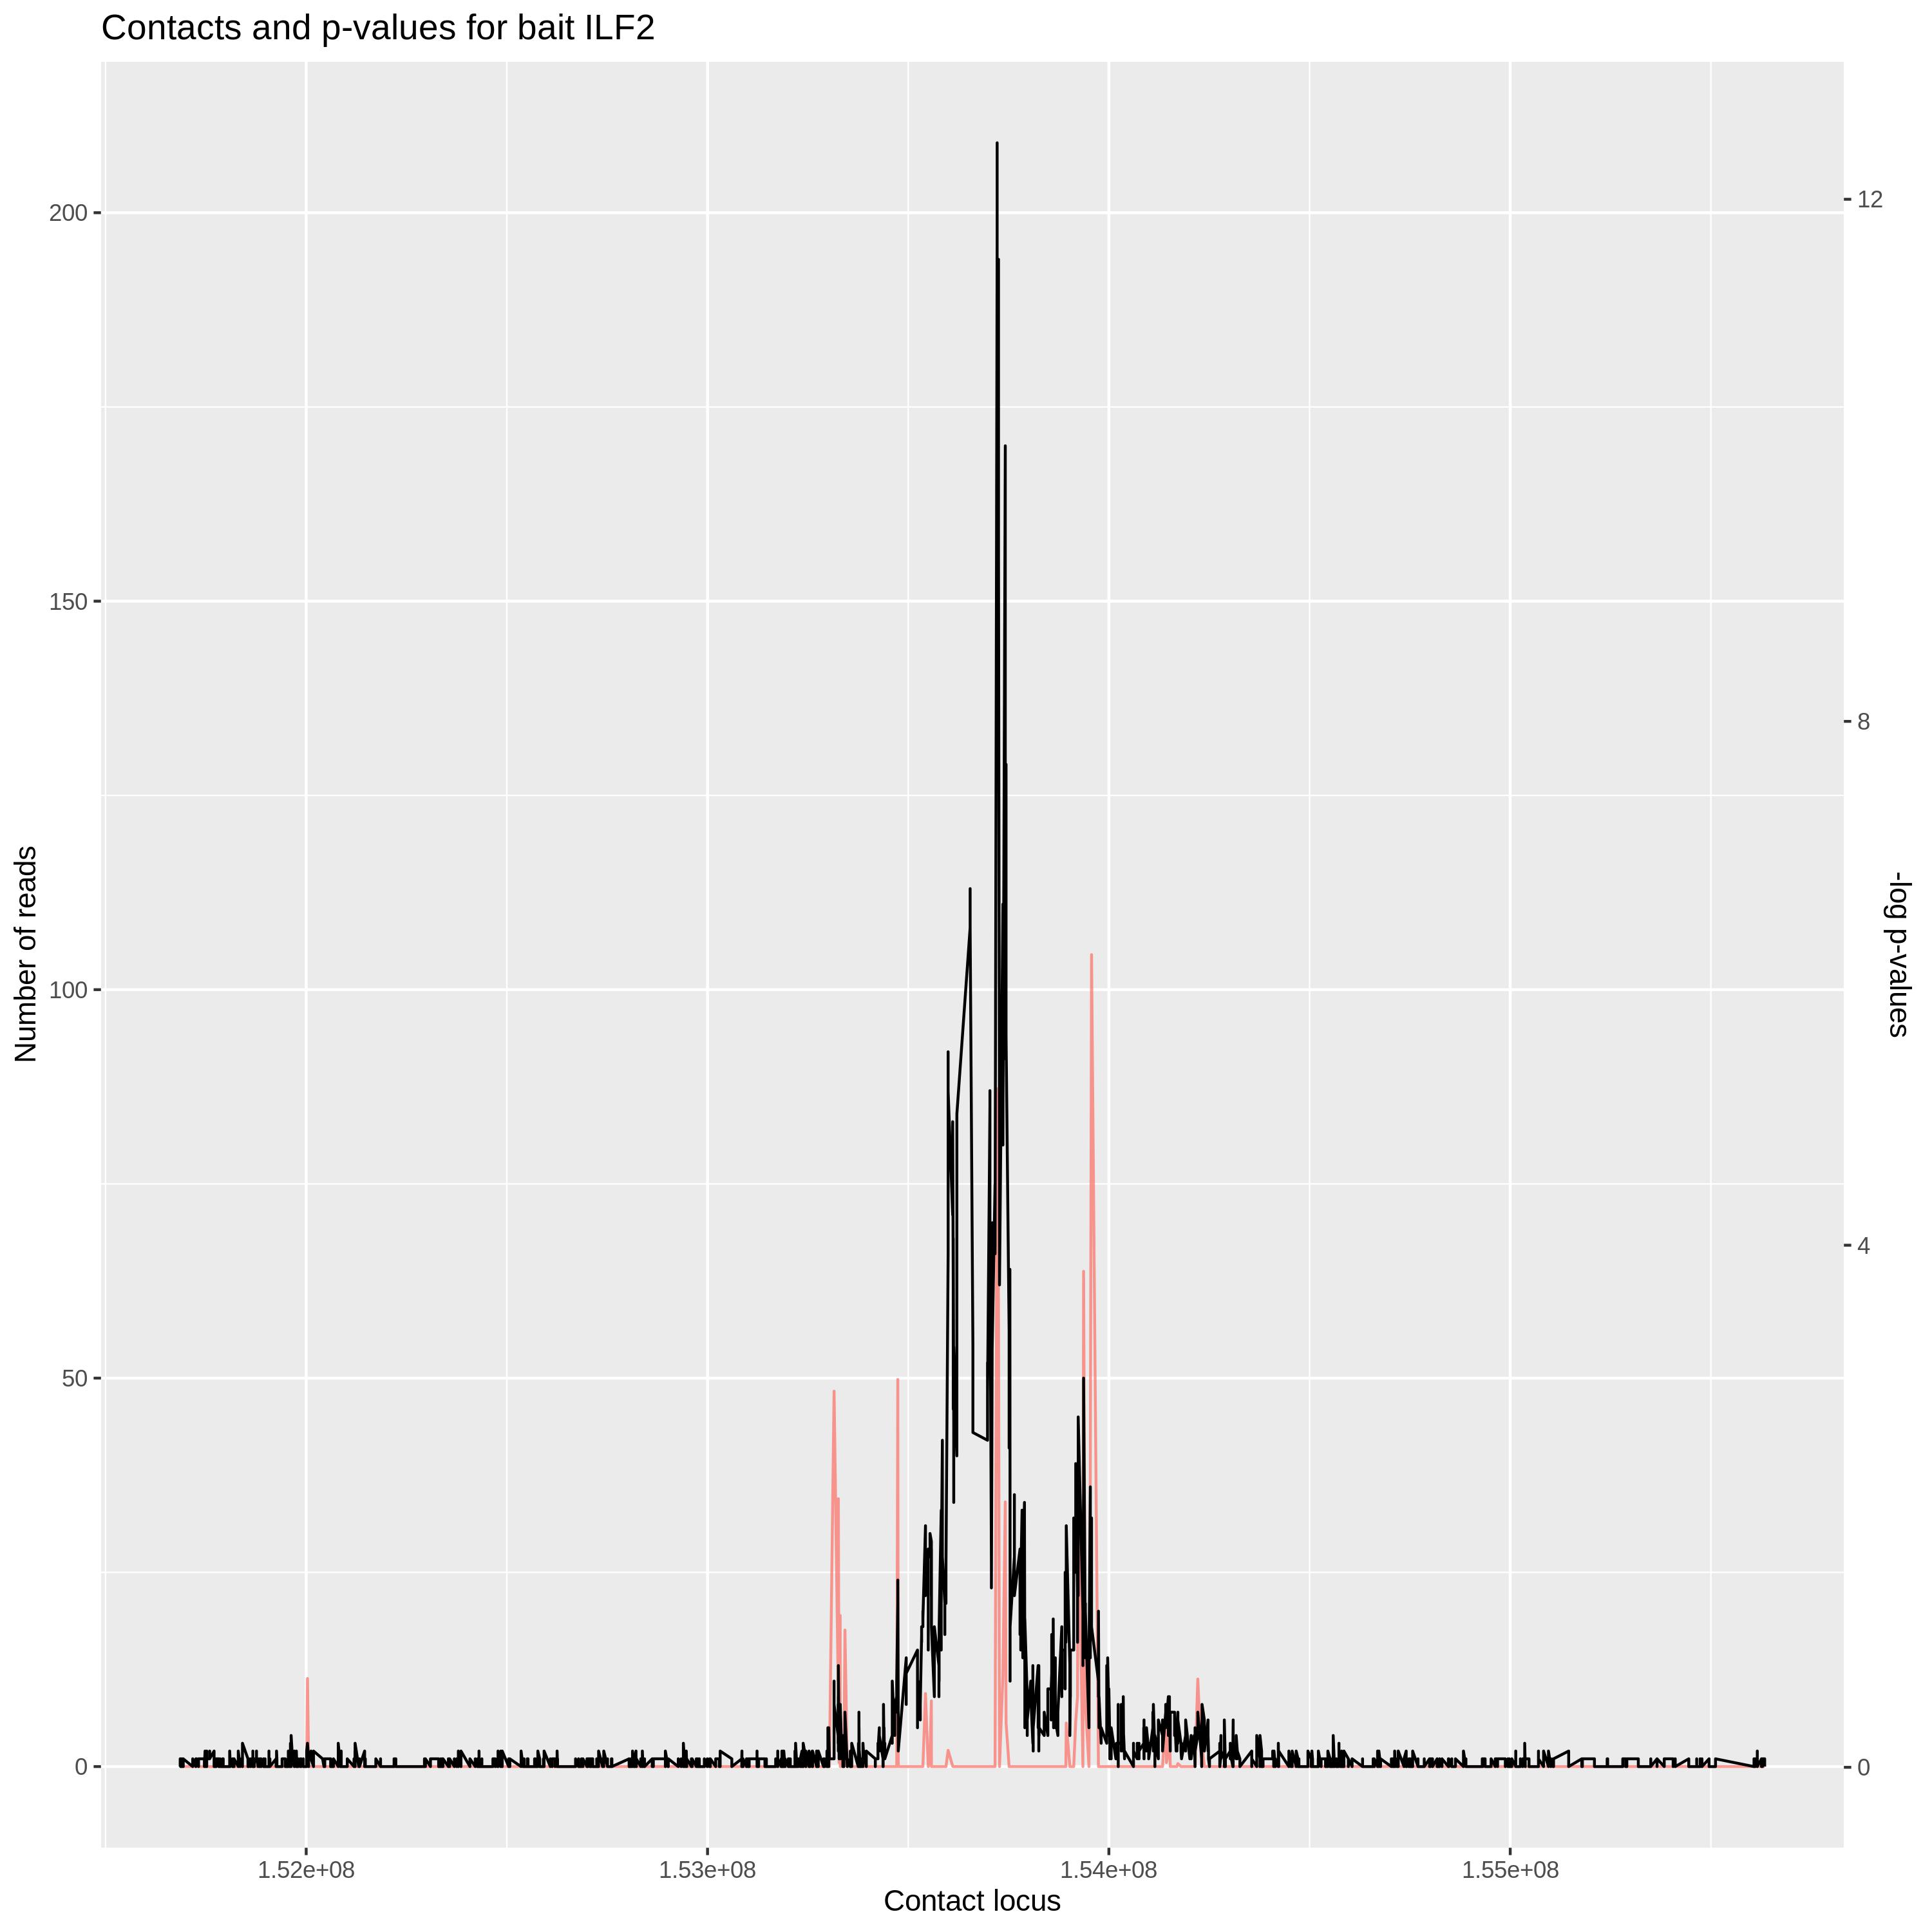 Contacts and p-values for bait ILF2
200
150
100
50
0
12
8
4
0
Number of reads
-log p-values
1.52e+08
1.53e+08
1.54e+08
1.55e+08
Contact locus